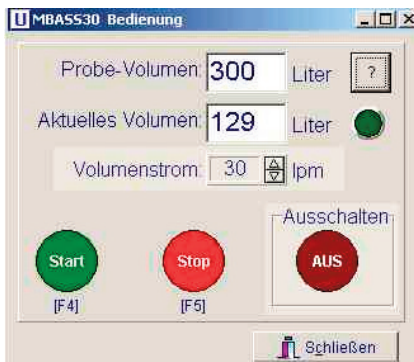 U MBASS30 Bedienung
Probe-Volumen: 300 Liter ?
Aktuelles Volumen: 129 Liter
Volumenstrom: 30 lpm
Ausschalten
Start Stop AUS
[F4] [F5]
Schließen